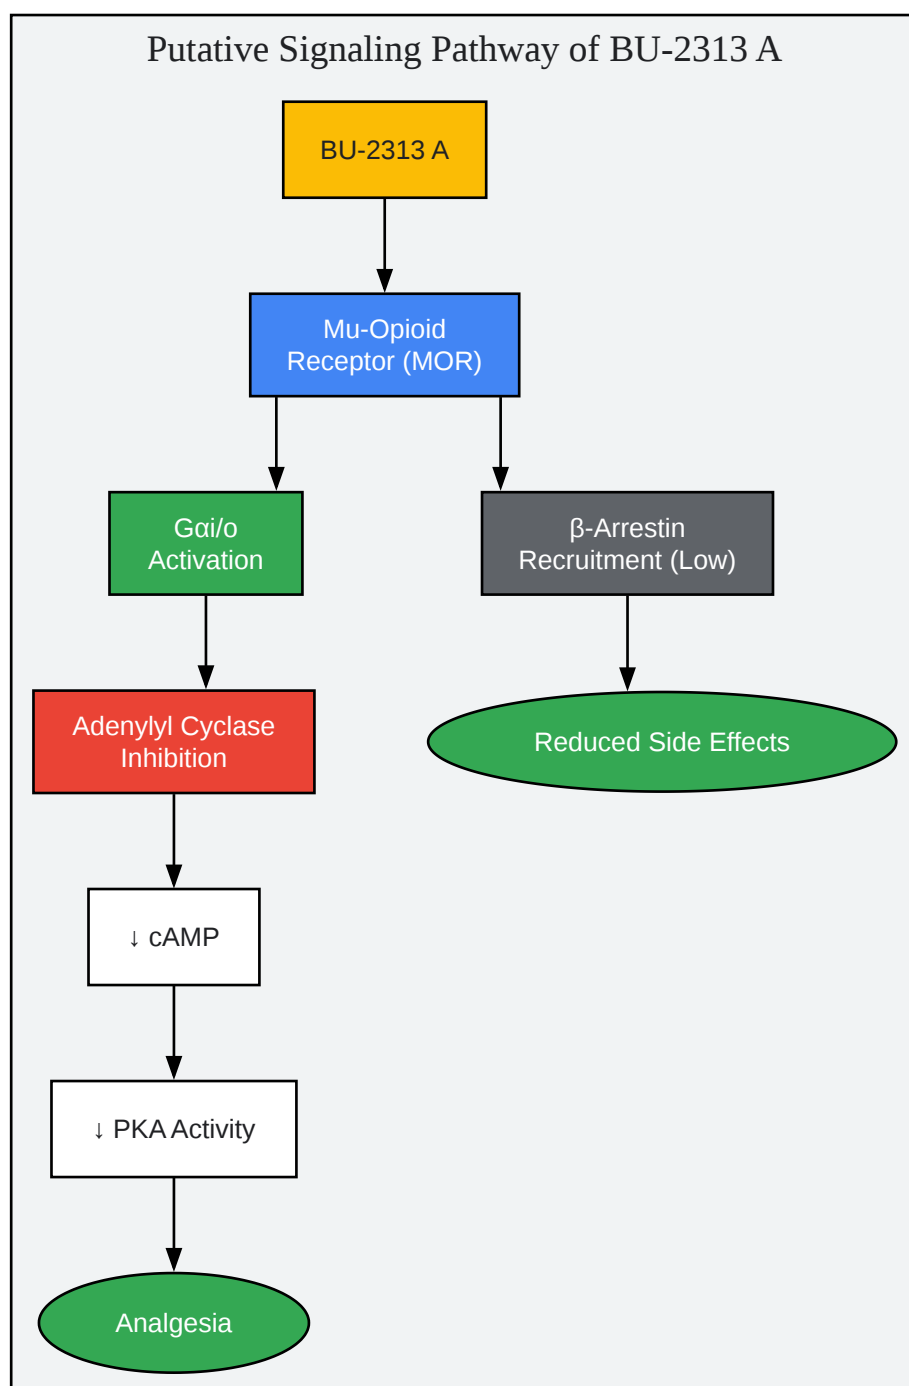 Putative Signaling Pathway of BU-2313 A
BU-2313 A
Mu-Opioid
Receptor (MOR)
Gαi/o
Activation
β-Arrestin
Recruitment (Low)
Adenylyl Cyclase
Inhibition
Reduced Side Effects
↓ cAMP
↓ PKA Activity
Analgesia